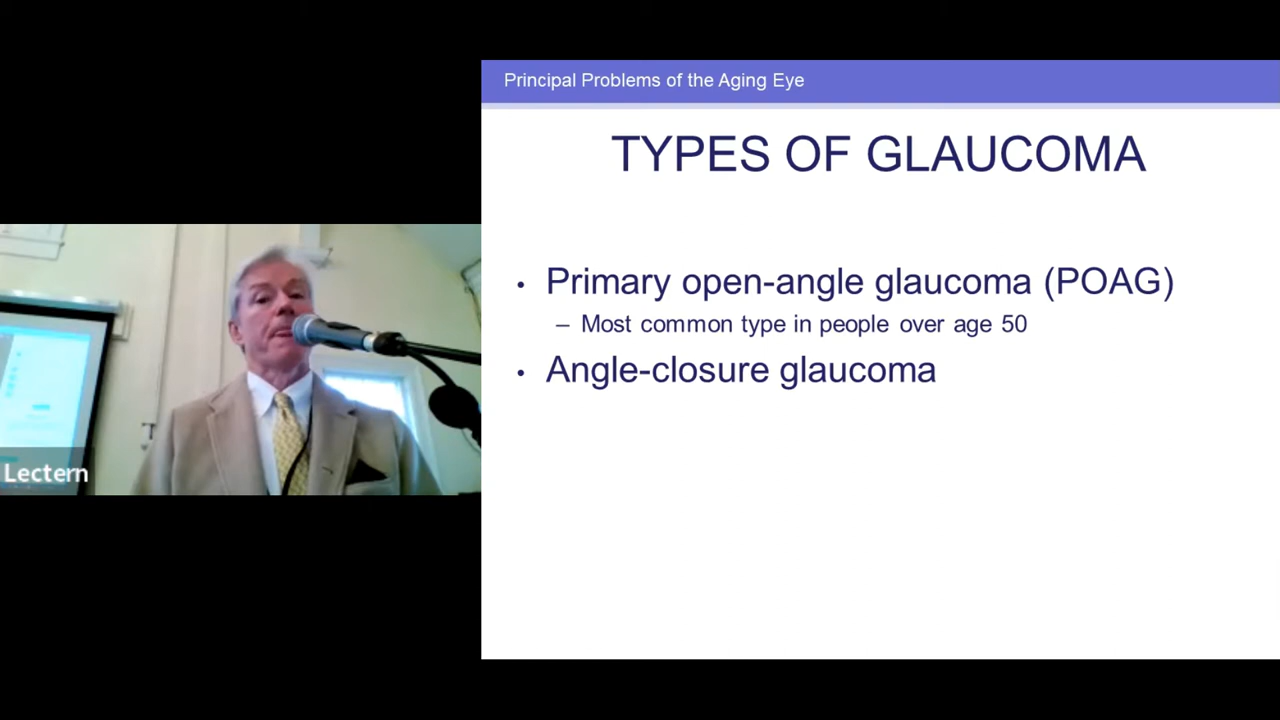 Principal Problems of the Aging Eye
TYPES OF GLAUCOMA
• Primary open-angle glaucoma (POAG)
– Most common type in people over age 50
• Angle-closure glaucoma
Lectern